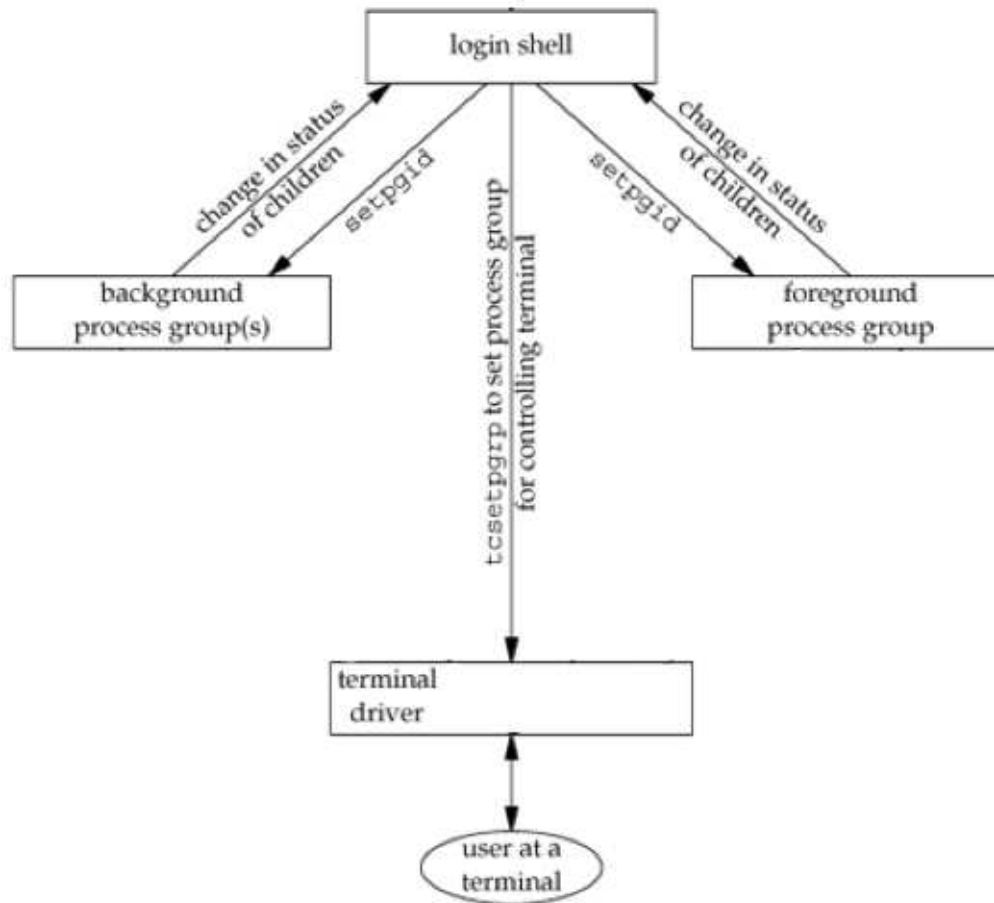 login shell
change in status
of children
setpgid
tcsetpgrp to set process group
for controlling terminal
setpgid
change in status
of children
background
process group(s)
foreground
process group
terminal
driver
user at a
terminal